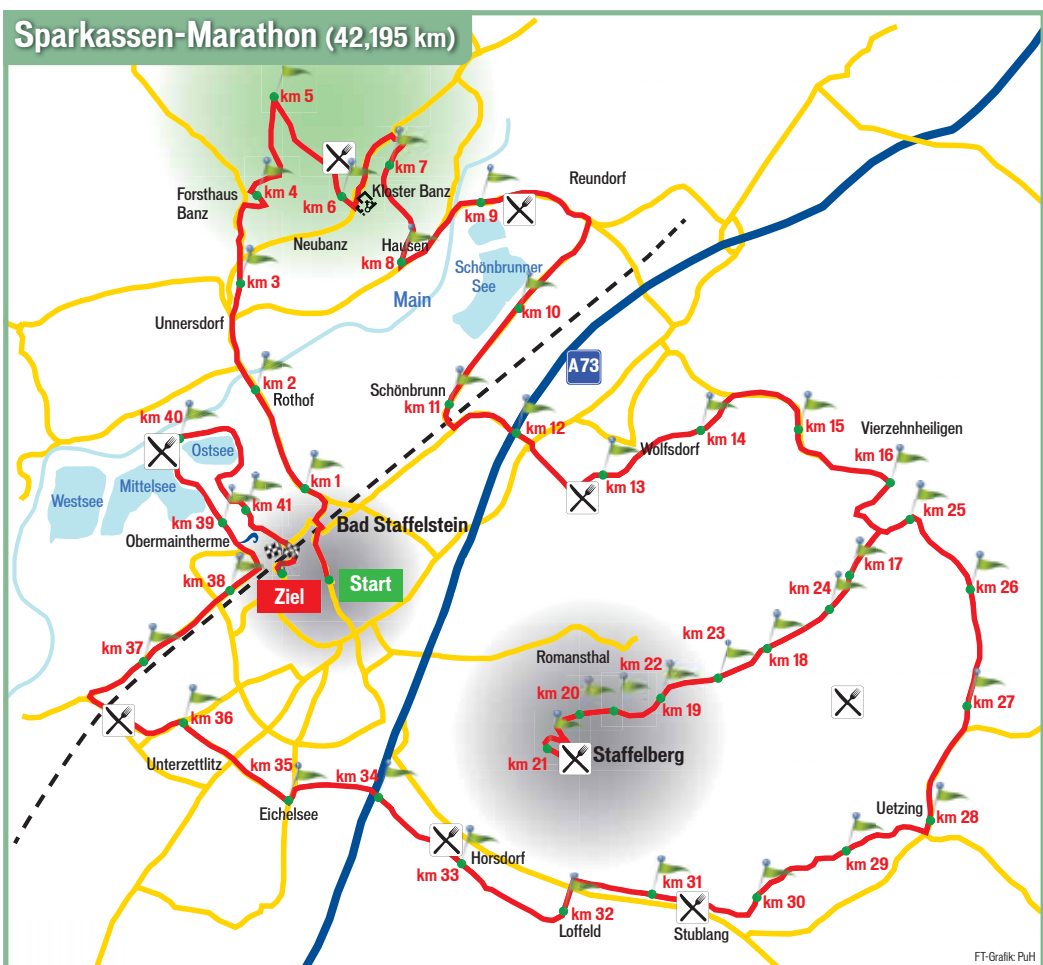 Sparkassen-Marathon (42,195 km)
km 5
km 7
km 4
Forsthaus
Banz
km 6
Kloster Banz
Reundorf
km 9
Neubanz
Hausen
km 8
km 3
Schönbrunner
See
Main
km 10
Unnersdorf
A73
km 2
Rothof
Schönbrunn
km 11
km 40
km 12
km 15
Vierzehnheiligen
km 14
Wolfsdorf
Ostsee
km 16
km 1
Mittelsee
km 13
Westsee
km 41
km 39
Bad Staffelstein
km 25
Obermaintherme
km 17
km 38
Start
Ziel
km 24
km 26
km 23
km 37
Romansthal
km 22
km 18
km 20
km 19
km 27
km 36
Staffelberg
km 21
Unterzettlitz
km 35
km 34
Eichelsee
Uetzing
km 28
Horsdorf
km 29
km 33
km 31
km 30
km 32
Loffeld
Stublang
FT-Grafik: PuH